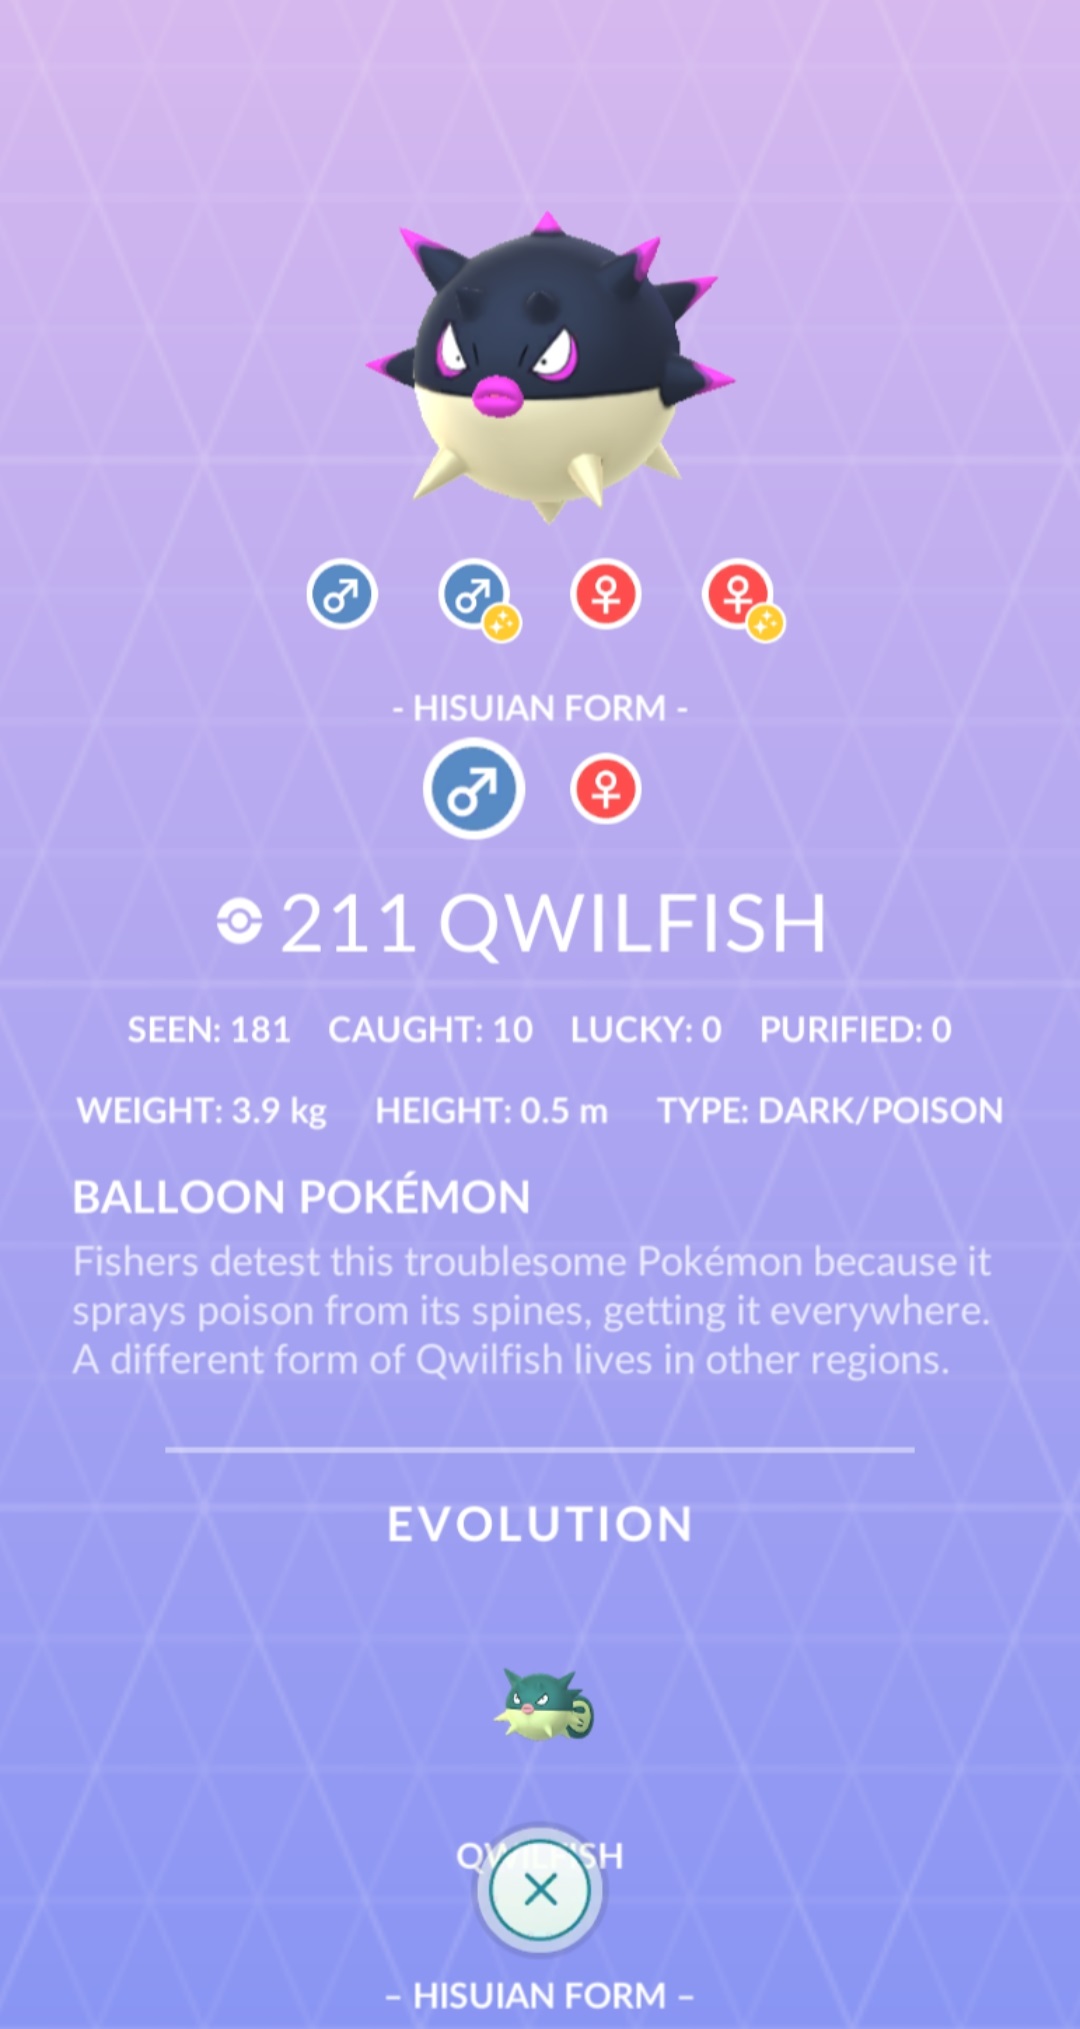 - HISUIAN FORM -
211 QWILFISH
SEEN: 181 CAUGHT: 10 LUCKY: 0 PURIFIED: 0
WEIGHT: 3.9 kg HEIGHT: 0.5 m TYPE: DARK/POISON
BALLOON POKÉMON
Fishers detest this troublesome Pokémon because it
sprays poison from its spines, getting it everywhere.
A different form of Qwilfish lives in other regions.
EVOLUTION
QWILFISH
- HISUIAN FORM -